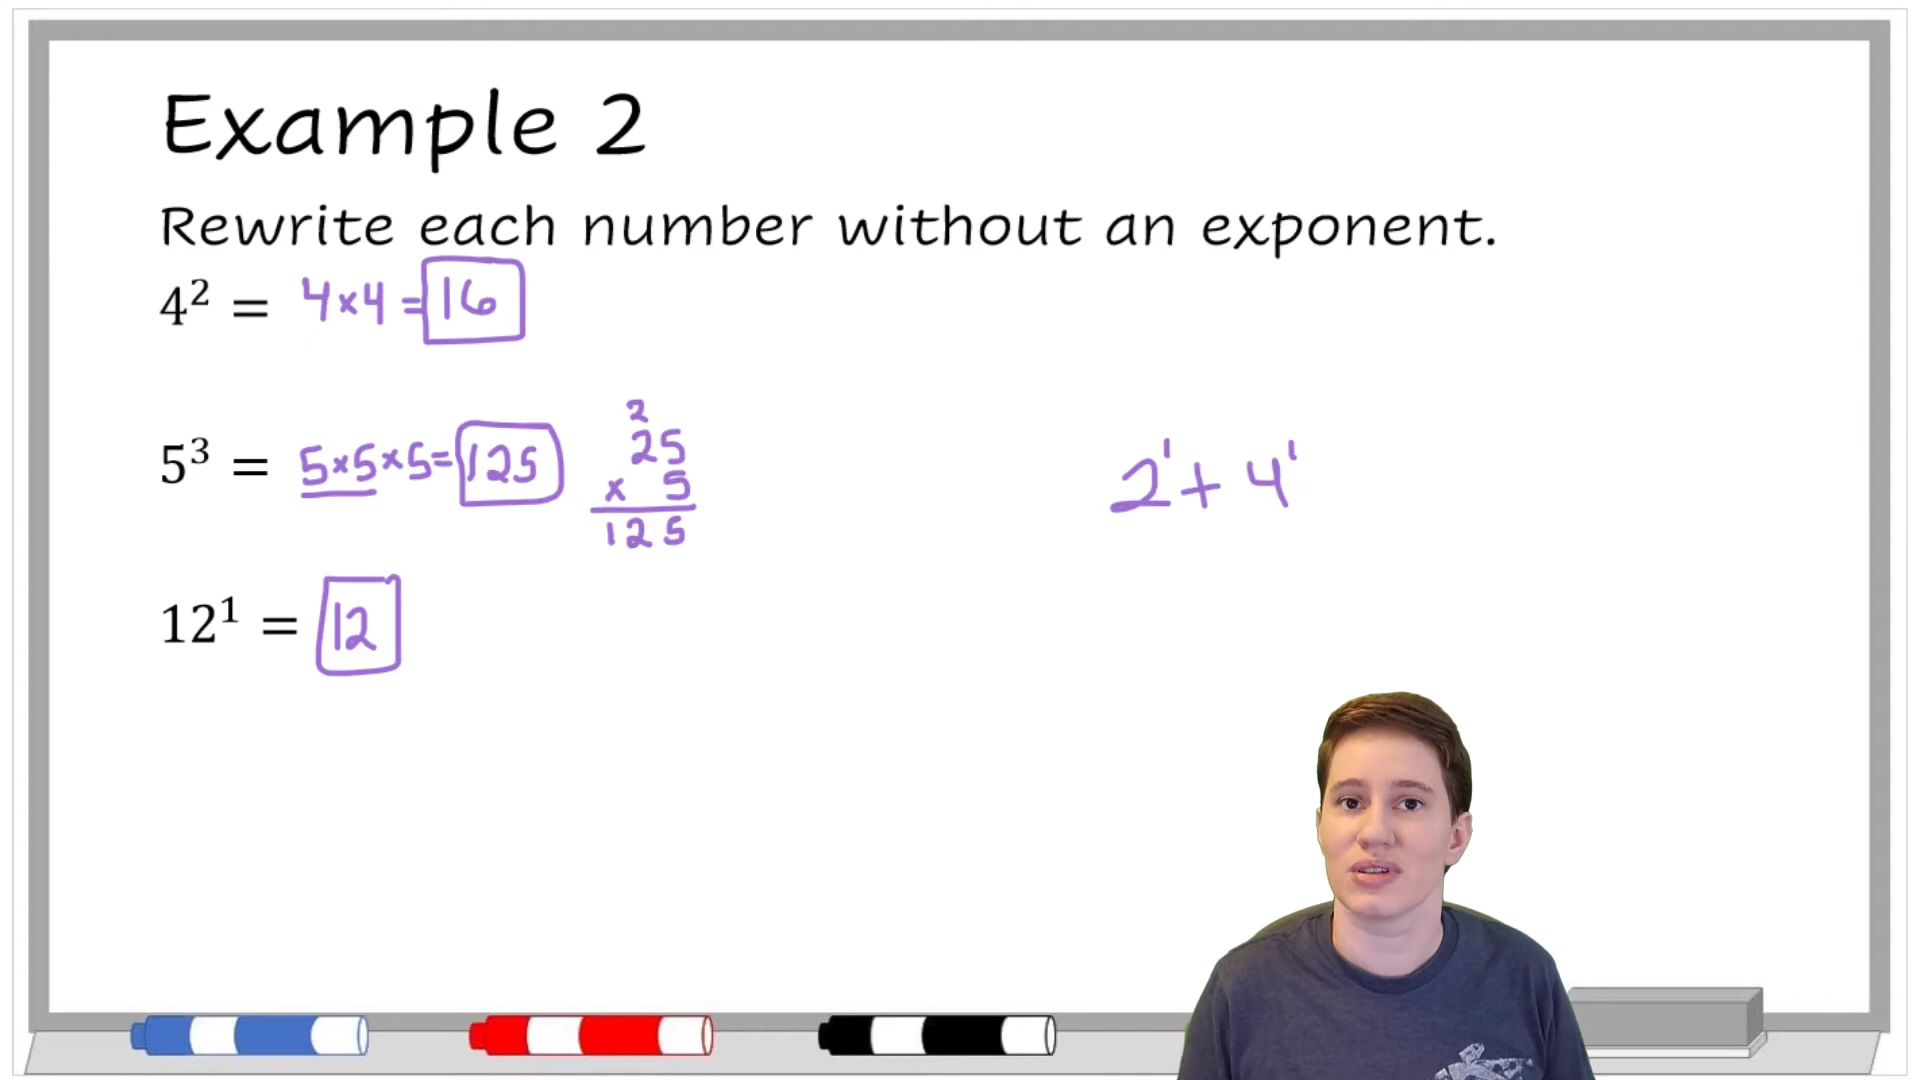 Example 2
Rewrite each number without an exponent.
4² = 4×4 = 16
5³ = 5×5×5 = 125
2
25
× 5
125
2¹ + 4¹
12¹ = 12